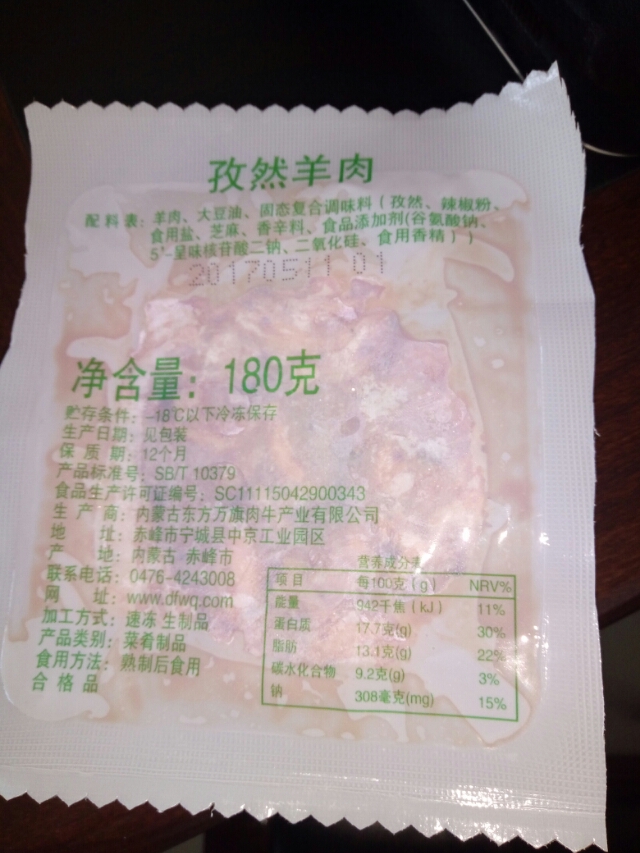 孜然羊肉
配料表：羊肉、大豆油、固态复合调味料（孜然、辣椒粉、
食用盐、芝麻、香辛料、食品添加剂(谷氨酸钠、
5'-呈味核苷酸二钠、二氧化硅、食用香精））
20170511 01
净含量：180克
贮存条件：-18℃以下冷冻保存
生产日期：见包装
保质期：12个月
产品标准号：SB/T 10379
食品生产许可证编号：SC11115042900343
生产商：内蒙古东方万旗肉牛产业有限公司
地址：赤峰市宁城县中京工业园区
产地：内蒙古 赤峰市
联系电话：0476-4243008
网址：www.dfwq.com
加工方式：速冻 生制品
产品类别：菜肴制品
食用方法：熟制后食用
合格品
营养成分表
项目 每100克（g） NRV%
能量 942千焦（kJ） 11%
蛋白质 17.7克(g) 30%
脂肪 13.1克(g) 22%
碳水化合物 9.2克(g) 3%
钠 308毫克(mg) 15%